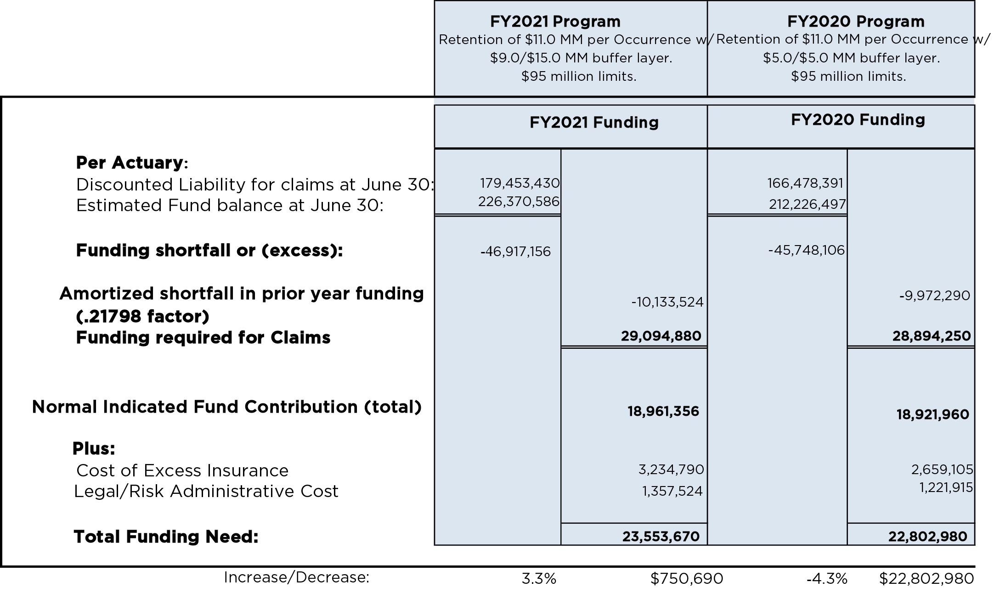 FY2021 Program FY2020 Program
Retention of $11.0 MM per Occurrence w/ Retention of $11.0 MM per Occurrence w/
$9.0/$15.0 MM buffer layer. $5.0/$5.0 MM buffer layer.
$95 million limits. $95 million limits.
FY2021 Funding FY2020 Funding
Per Actuary:
Discounted Liability for claims at June 30: 179,453,430 166,478,391
Estimated Fund balance at June 30: 226,370,586 212,226,497
Funding shortfall or (excess): -46,917,156 -45,748,106
Amortized shortfall in prior year funding -10,133,524 -9,972,290
(.21798 factor)
Funding required for Claims 29,094,880 28,894,250
Normal Indicated Fund Contribution (total) 18,961,356 18,921,960
Plus:
Cost of Excess Insurance 3,234,790 2,659,105
Legal/Risk Administrative Cost 1,357,524 1,221,915
Total Funding Need: 23,553,670 22,802,980
Increase/Decrease: 3.3% $750,690 -4.3% $22,802,980